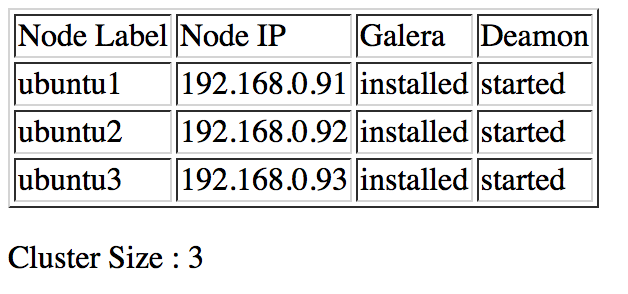 Node Label Node IP Galera Deamon
ubuntu1 192.168.0.91 installed started
ubuntu2 192.168.0.92 installed started
ubuntu3 192.168.0.93 installed started
Cluster Size : 3